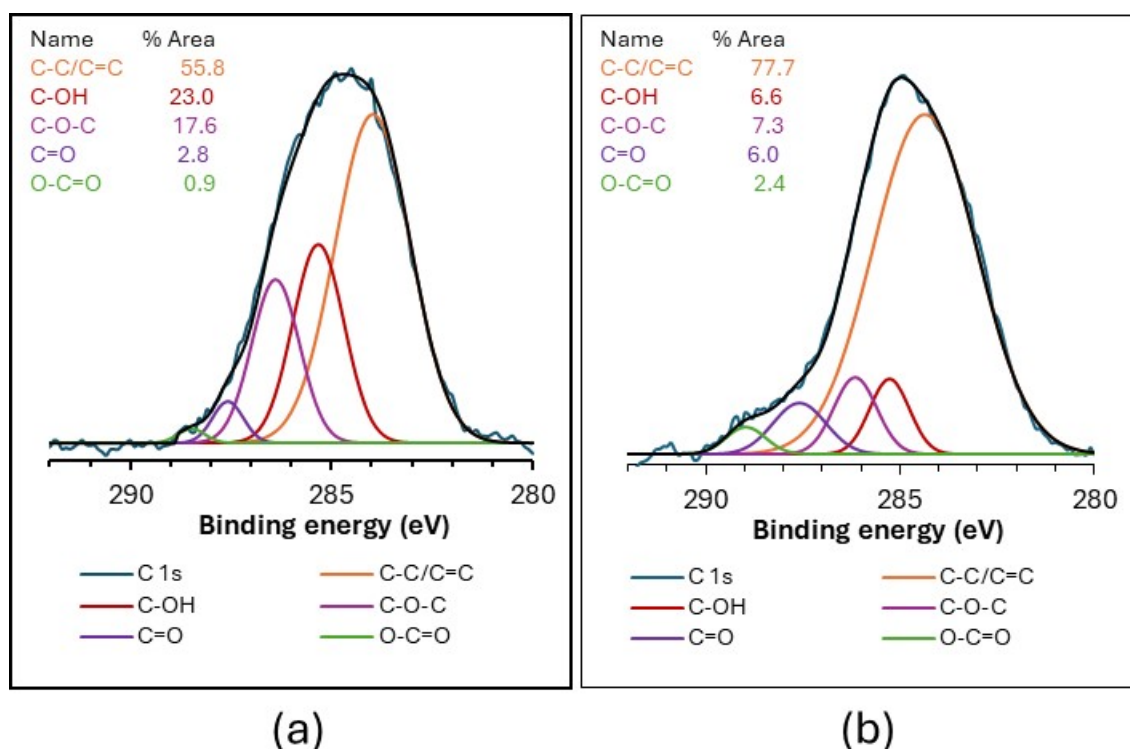 Name % Area
C-C/C=C 55.8
C-OH 23.0
C-O-C 17.6
C=O 2.8
O-C=O 0.9
290 285 280
Binding energy (eV)
C 1s C-C/C=C
C-OH C-O-C
C=O O-C=O
(a)
Name % Area
C-C/C=C 77.7
C-OH 6.6
C-O-C 7.3
C=O 6.0
O-C=O 2.4
290 285 280
Binding energy (eV)
C 1s C-C/C=C
C-OH C-O-C
C=O O-C=O
(b)